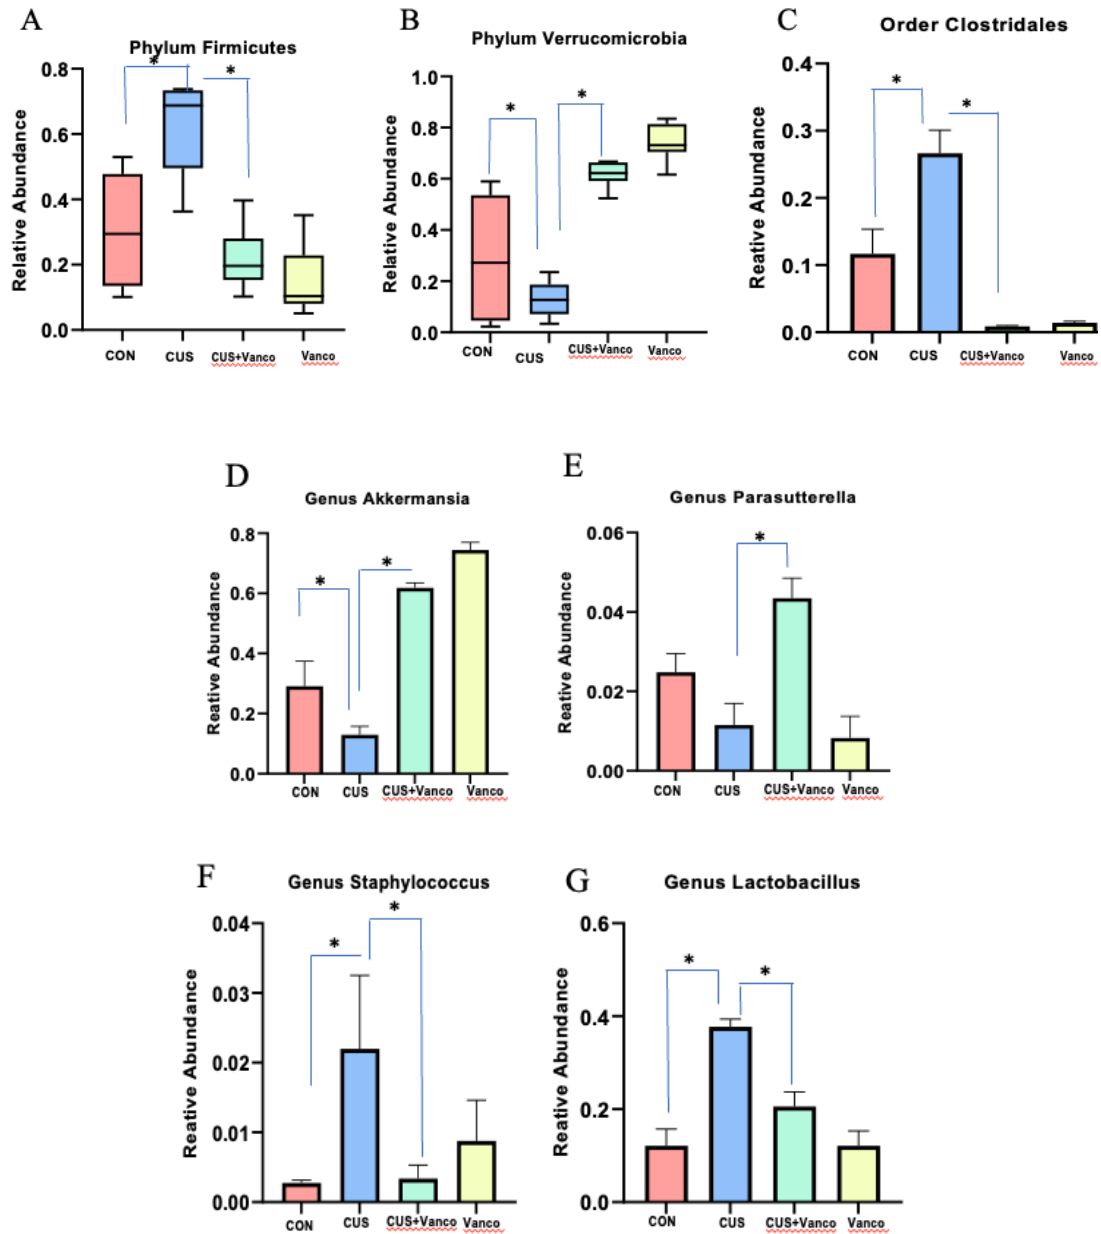 A
Phylum Firmicutes
*
*
Relative Abundance
0.8
0.6
0.4
0.2
0.0
CON
CUS
CUS+Vanco
Vanco
B
Phylum Verrucomicrobia
*
*
Relative Abundance
1.0
0.8
0.6
0.4
0.2
0.0
CON
CUS
CUS+Vanco
Vanco
C
Order Clostridales
*
*
Reative Abundance
0.4
0.3
0.2
0.1
0.0
CON
CUS
CUS+Vanco
Vanco
D
Genus Akkermansia
*
*
Reative Abundance
0.8
0.6
0.4
0.2
0.0
CON
CUS
CUS+Vanco
Vanco
E
Genus Parasutterella
*
Reative Abundance
0.06
0.04
0.02
0.00
CON
CUS
CUS+Vanco
Vanco
F
Genus Staphylococcus
*
*
Reative Abundance
0.04
0.03
0.02
0.01
0.00
CON
CUS
CUS+Vanco
Vanco
G
Genus Lactobacillus
*
*
Reative Abundance
0.6
0.4
0.2
0.0
CON
CUS
CUS+Vanco
Vanco